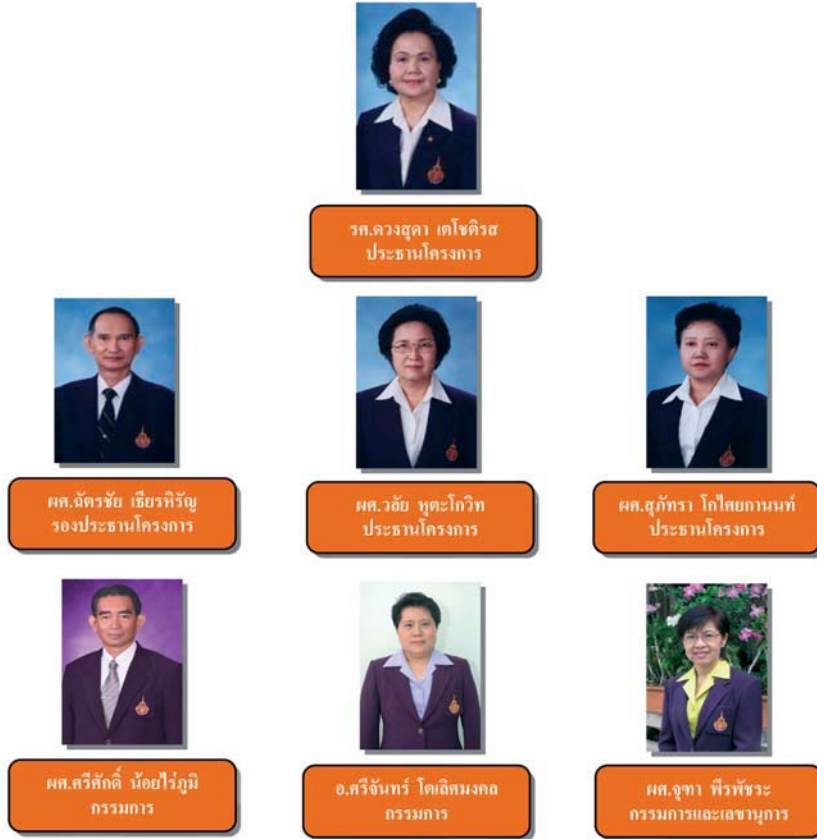 รศ.ดวงสุดา เตโชติรส
ประธานโครงการ
ผศ.ฉัตรชัย เธียรหิรัญ
รองประธานโครงการ
ผศ.วลัย หุตะโกวิท
ประธานโครงการ
ผศ.สุภัทรา โกไศยกานนท์
ประธานโครงการ
ผศ.ศรีศักดิ์ น้อยไร่ภูมิ
กรรมการ
อ.ศรีจันทร์ โตเลิศมงคล
กรรมการ
ผศ.จุฑา พีรพัชระ
กรรมการและเลขานุการ